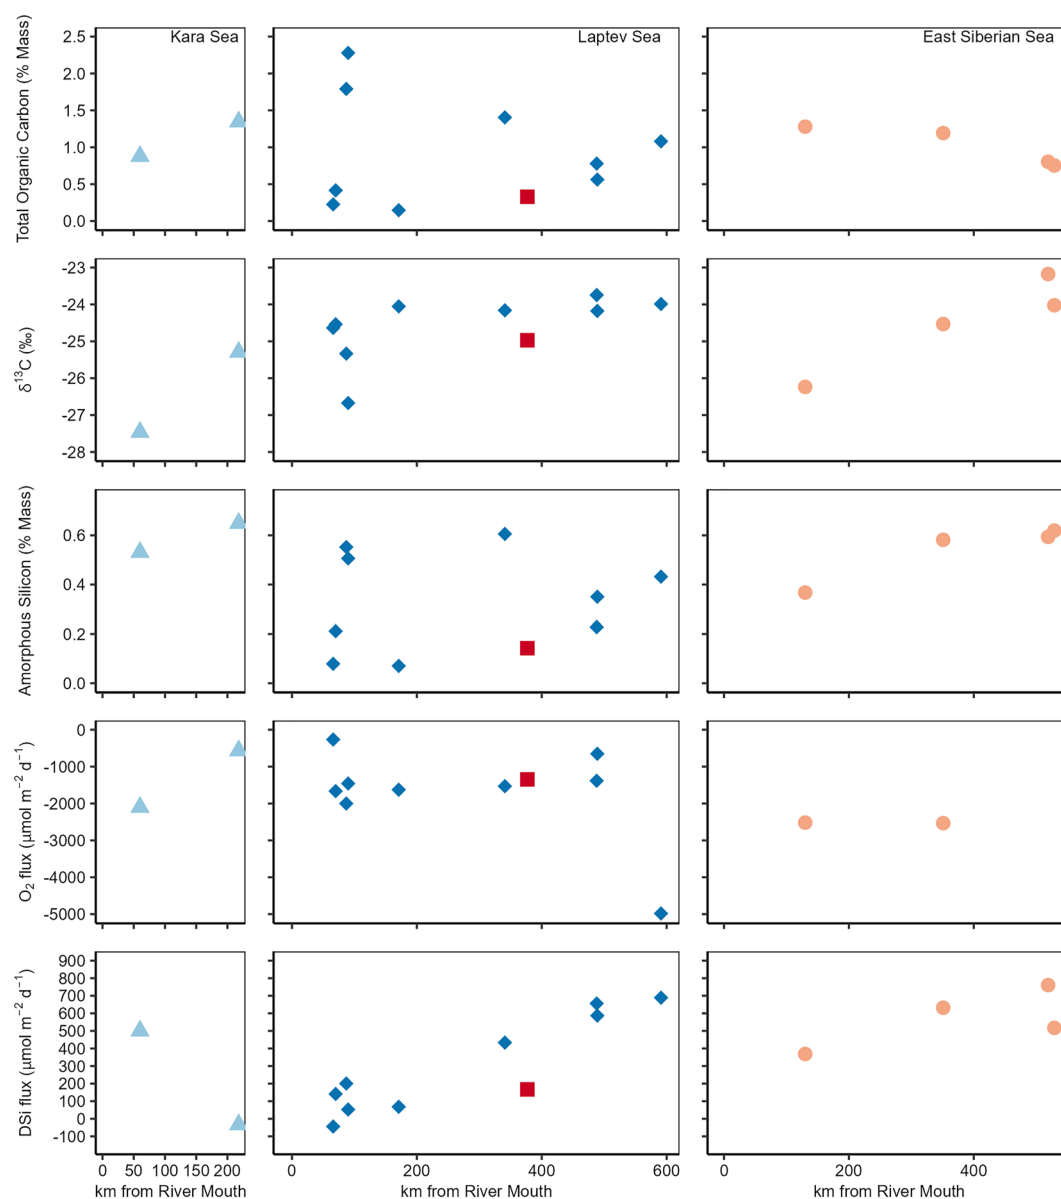 Kara Sea
Laptev Sea
East Siberian Sea
Total Organic Carbon (% Mass)
2.5
2.0
1.5
1.0
0.5
0.0
δ¹³C (‰)
-23
-24
-25
-26
-27
-28
Amorphous Silicon (% Mass)
0.6
0.4
0.2
0.0
O₂ flux (μmol m⁻² d⁻¹)
0
-1000
-2000
-3000
-4000
-5000
DSi flux (μmol m⁻² d⁻¹)
900
800
700
600
500
400
300
200
100
0
-100
0 50 100 150 200
0 200 400 600
0 200 400
km from River Mouth
km from River Mouth
km from River Mouth